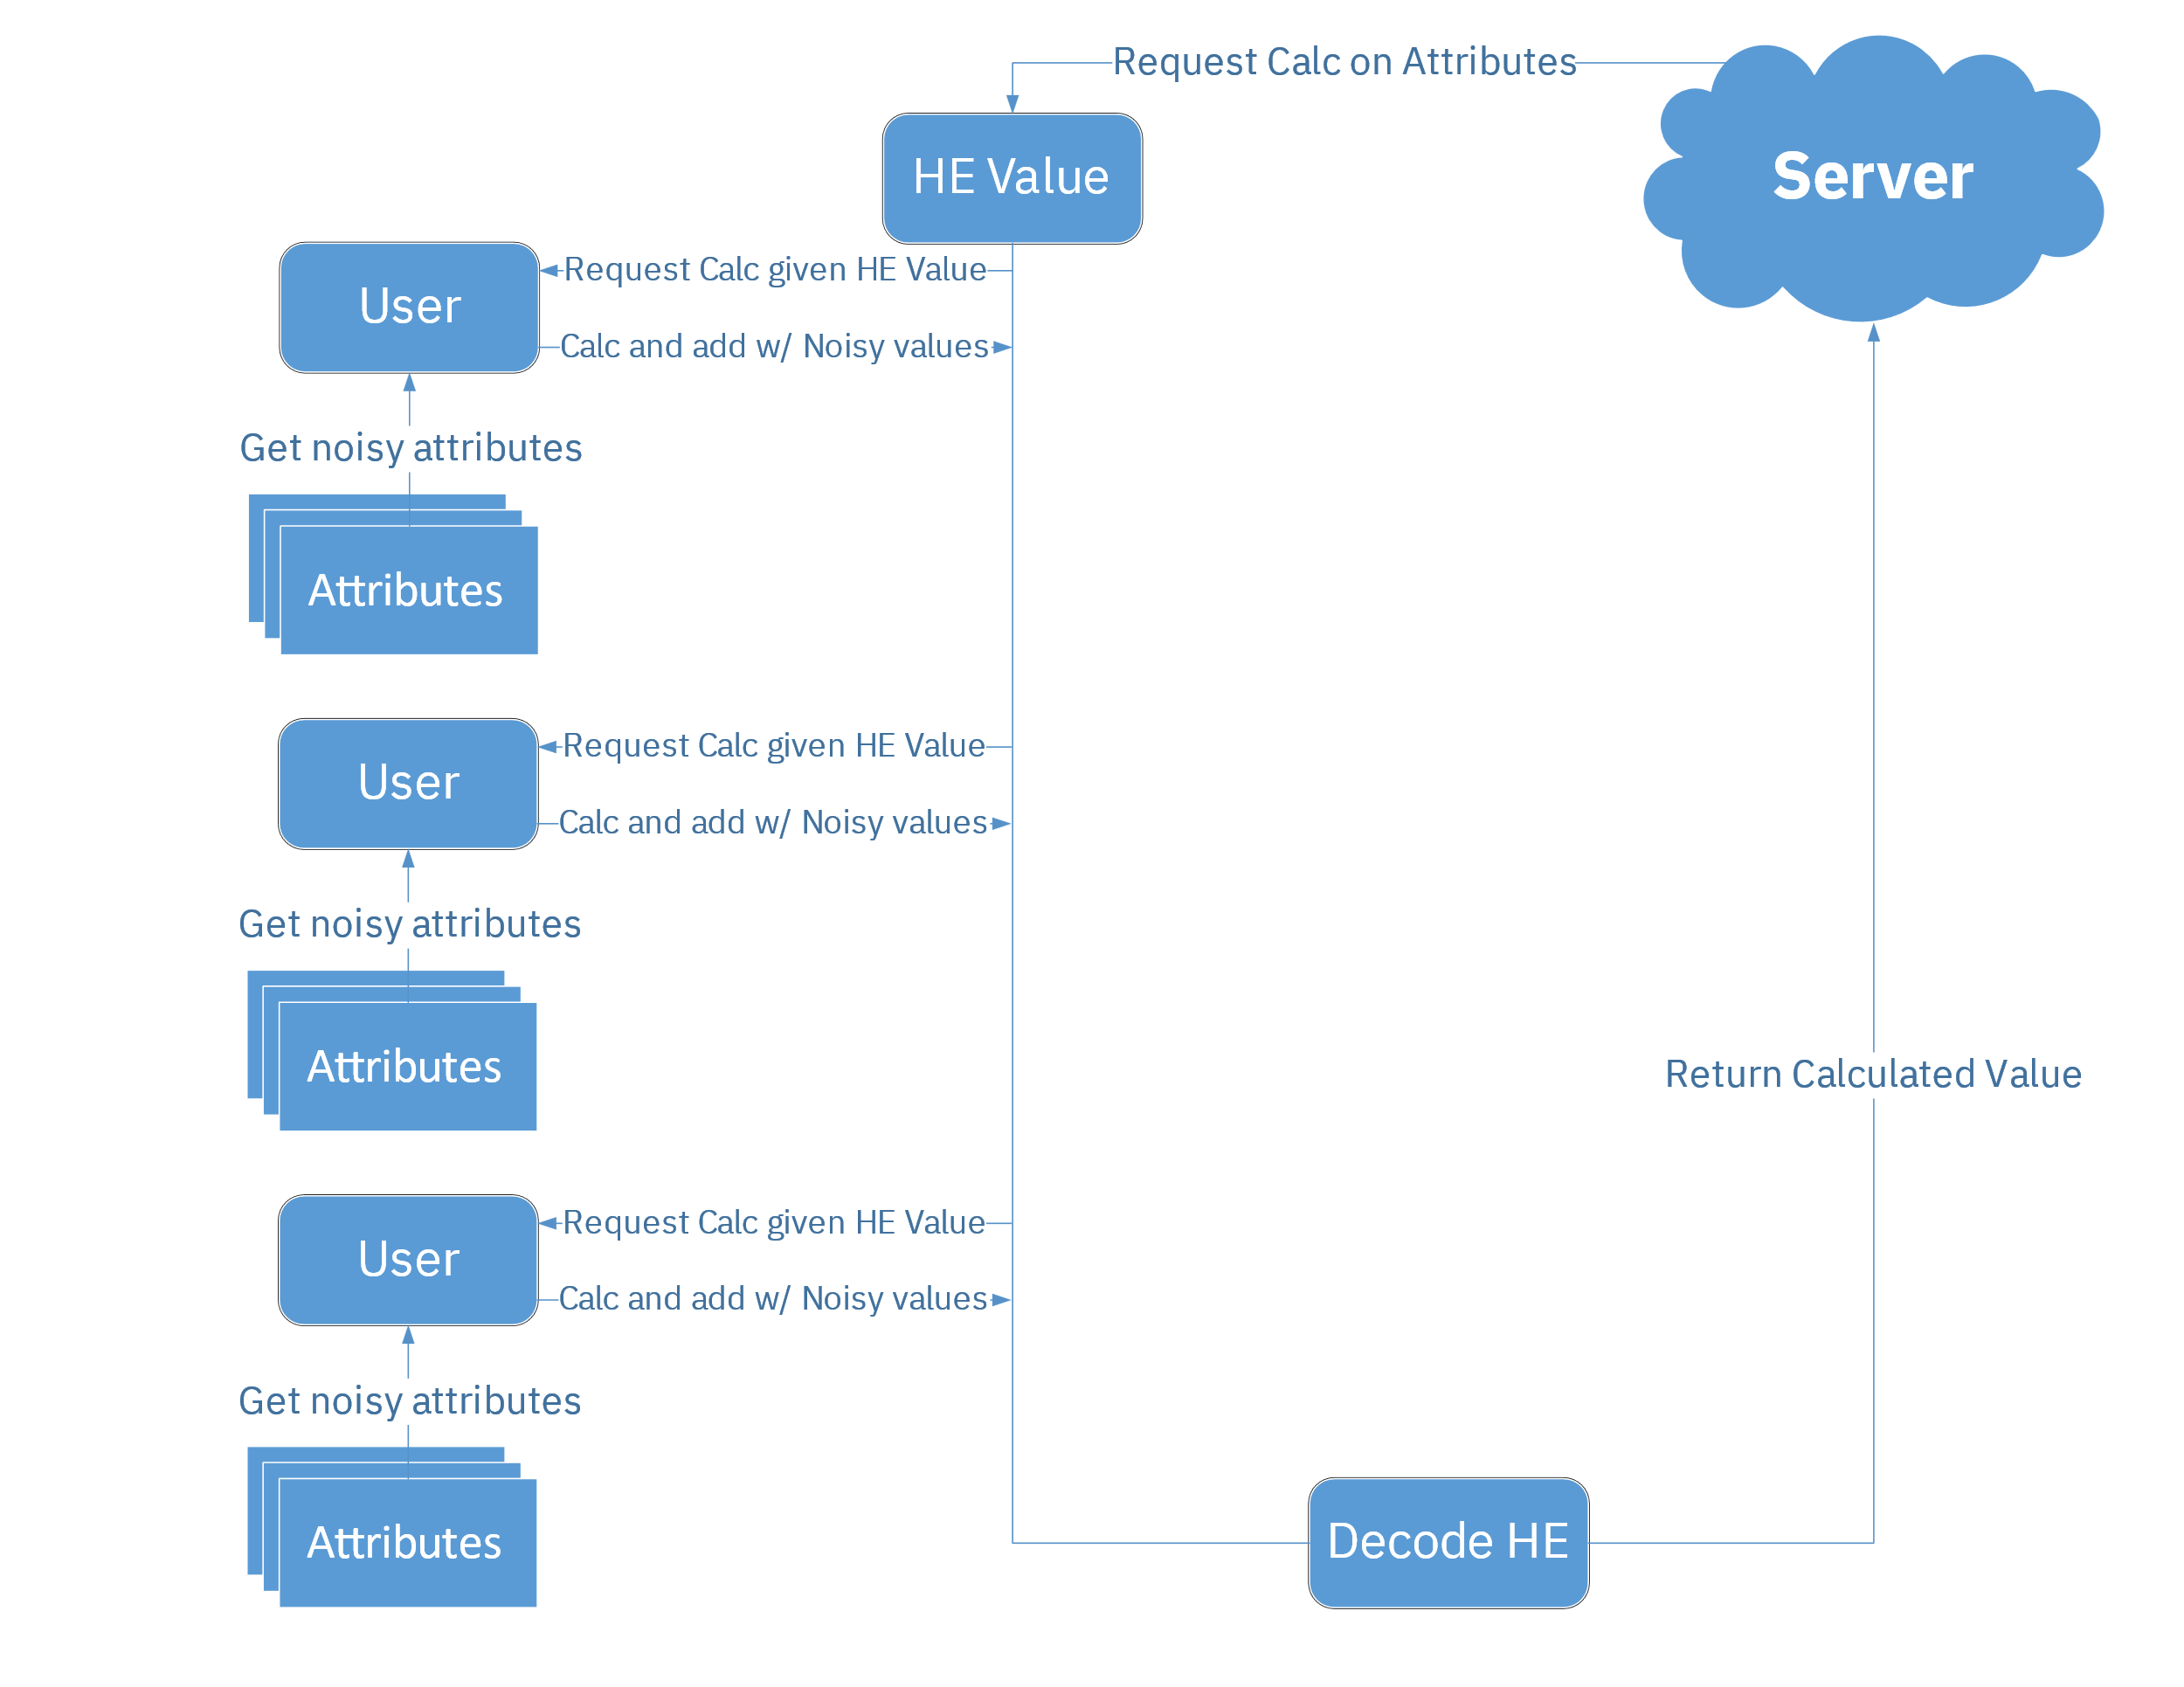 Request Calc on Attributes
Server
HE Value
Request Calc given HE Value
User
Calc and add w/ Noisy values
Get noisy attributes
Attributes
Request Calc given HE Value
User
Calc and add w/ Noisy values
Get noisy attributes
Attributes
Return Calculated Value
Request Calc given HE Value
User
Calc and add w/ Noisy values
Get noisy attributes
Attributes
Decode HE